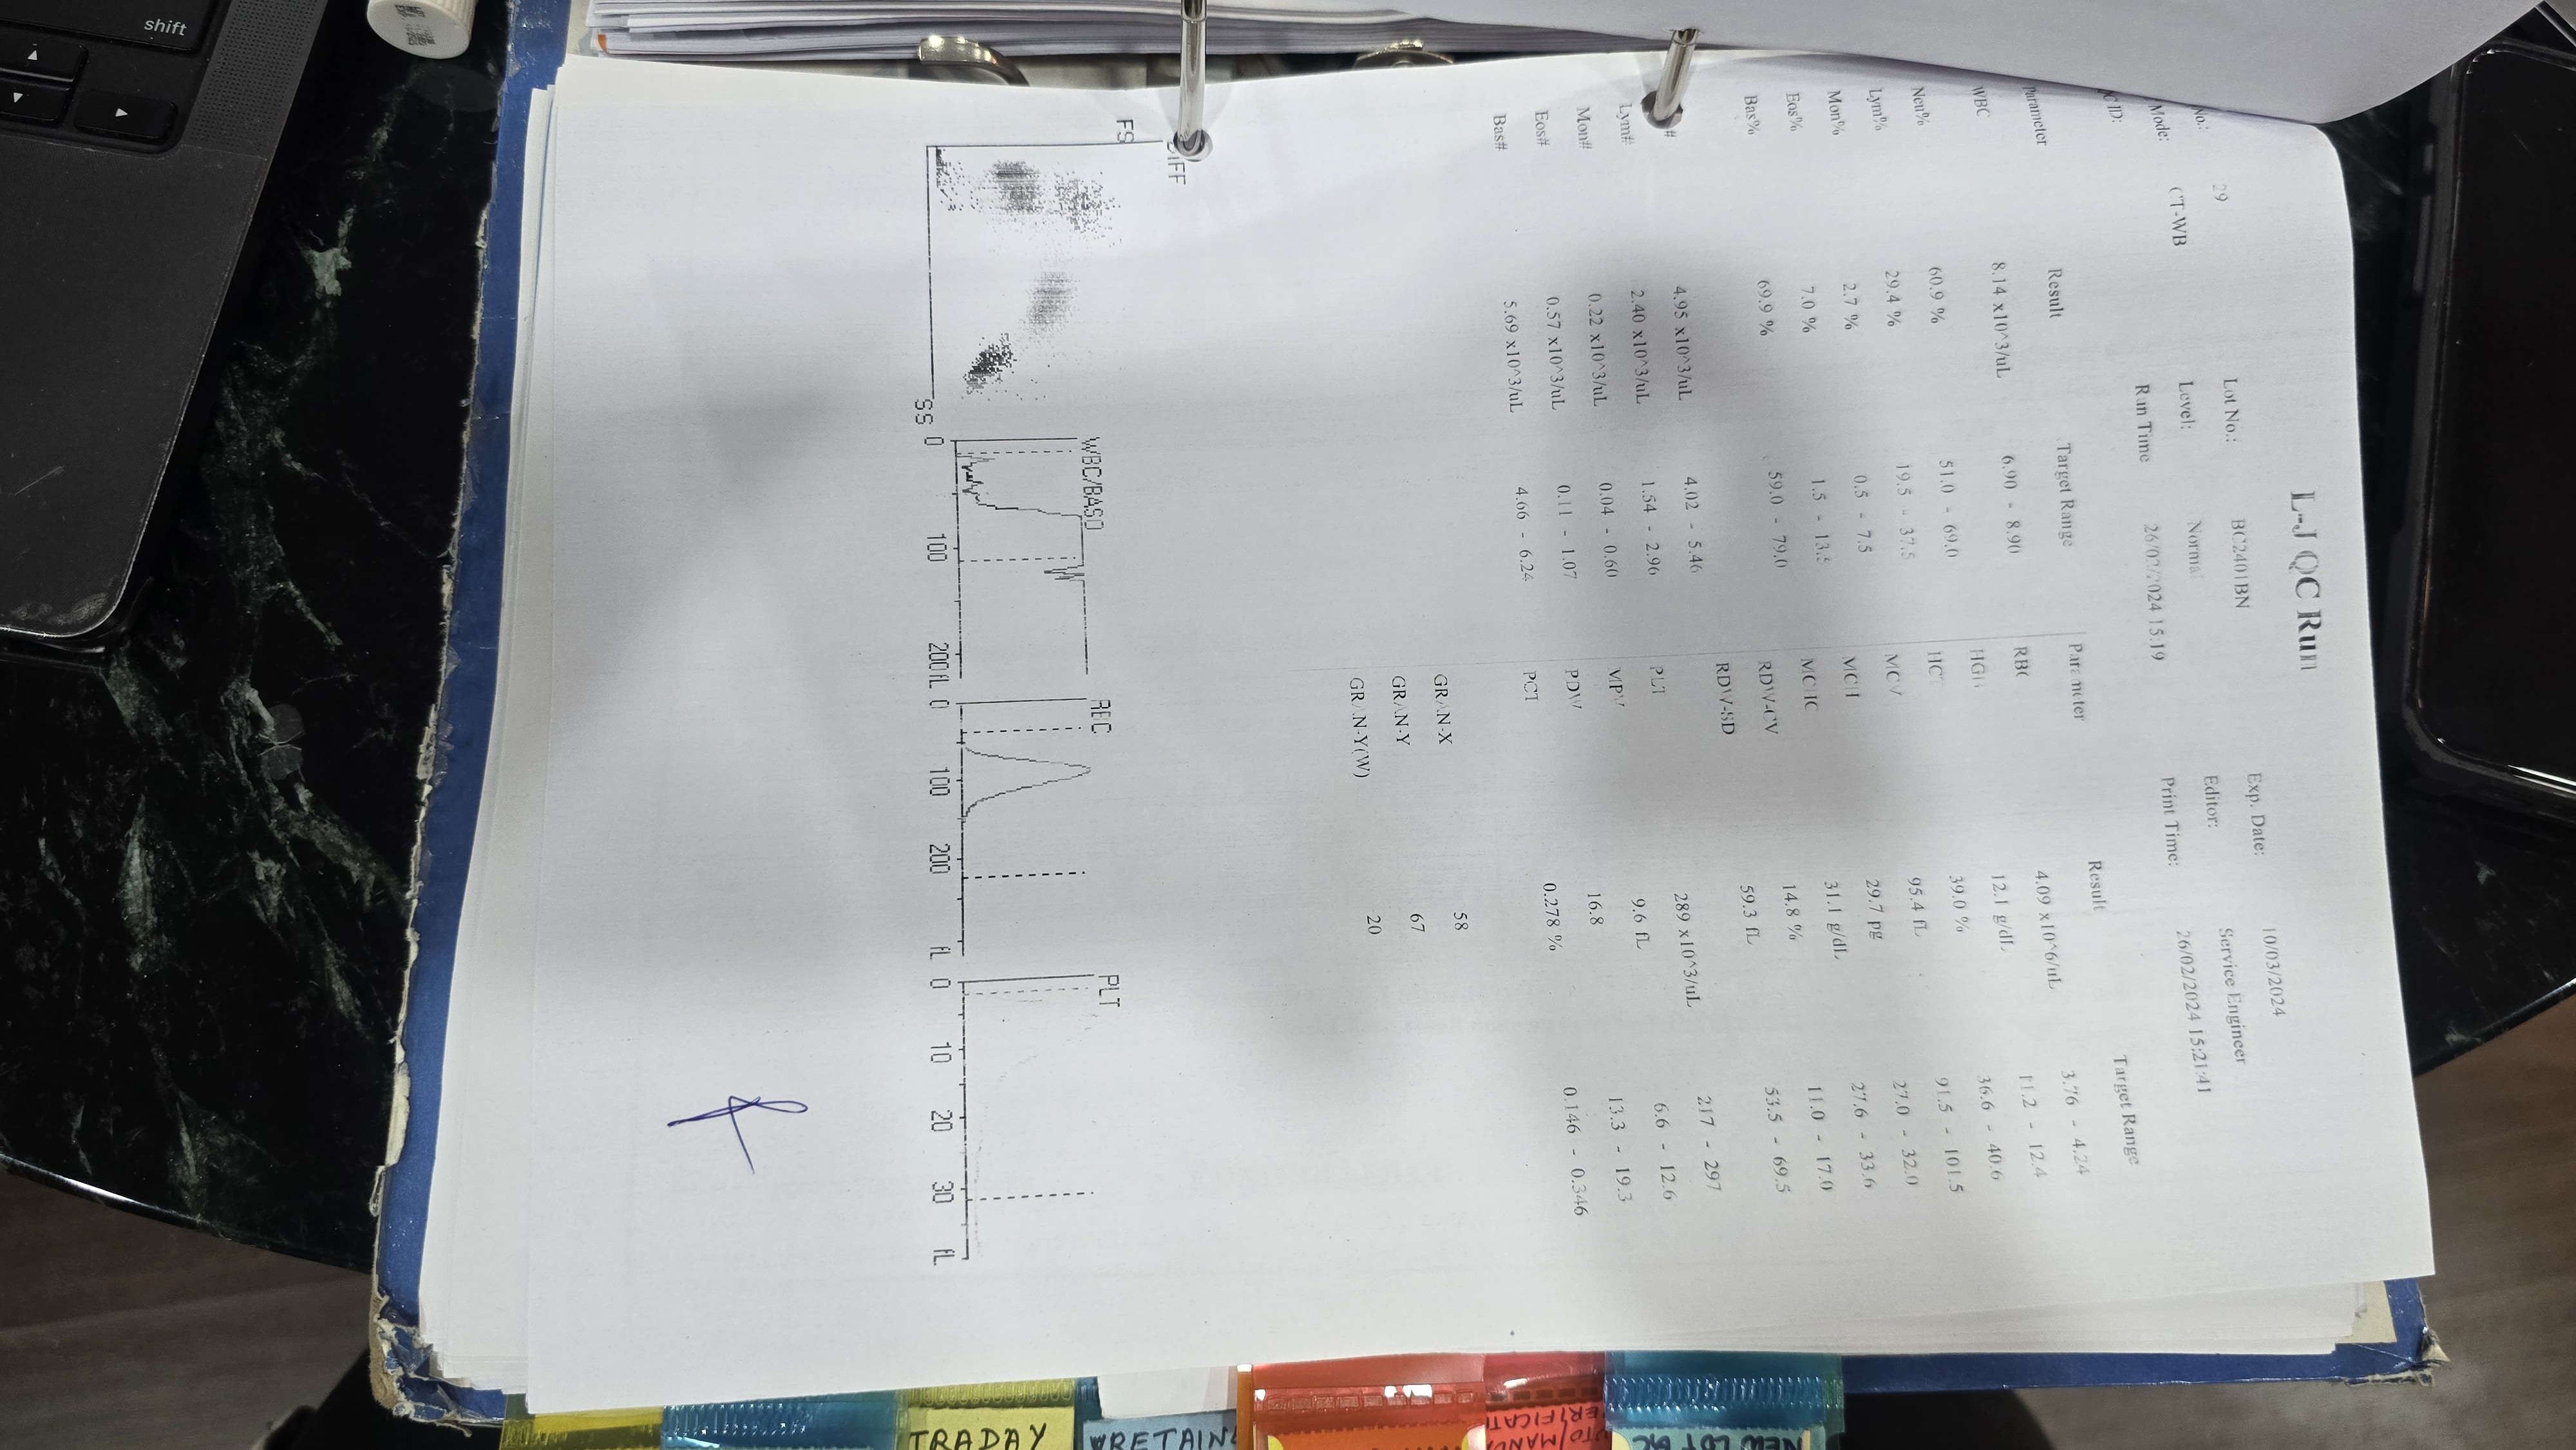 L-J QC Run
No.: 29 Lot No.: BC2401BN Exp. Date: 10/03/2024
Mode: CT-WB Level: Normal Editor: Service Engineer
QC ID: Run Time 26/02/2024 15:19 Print Time: 26/02/2024 15:21:41
Parameter Result Target Range Parameter Result Target Range
WBC 8.14 x10^3/uL 6.90 - 8.90 RBC 4.09 x10^6/uL 3.76 - 4.24
Neu% 60.9 % 51.0 - 69.0 HGB 12.1 g/dL 11.2 - 12.4
Lym% 29.4 % 19.5 - 37.5 HCT 39.0 % 36.6 - 40.6
Mon% 2.7 % 0.5 - 7.5 MCV 95.4 fL 91.5 - 101.5
Eos% 7.0 % 1.5 - 13.5 MCH 29.7 pg 27.0 - 32.0
Bas% 69.9 % 59.0 - 79.0 MCHC 31.1 g/dL 27.6 - 33.6
RDW-CV 14.8 % 11.0 - 17.0
# 4.95 x10^3/uL 4.02 - 5.46 RDW-SD 59.3 fL 53.5 - 69.5
Lym# 2.40 x10^3/uL 1.54 - 2.96 PLT 289 x10^3/uL 217 - 297
Mon# 0.22 x10^3/uL 0.04 - 0.60 MPV 9.6 fL 6.6 - 12.6
Eos# 0.57 x10^3/uL 0.11 - 1.07 PDW 16.8 13.3 - 19.3
Bas# 5.69 x10^3/uL 4.66 - 6.24 PCT 0.278 % 0.146 - 0.346
GRAN-X 58
GRAN-Y 67
GRAN-Y(W) 20
DIFF
FS WBC/BASO RBC PLT
SS 0 100 200 fL 0 100 200 fL 0 10 20 30 fL
TRADAY
RETAIN
NEW LOT
shift